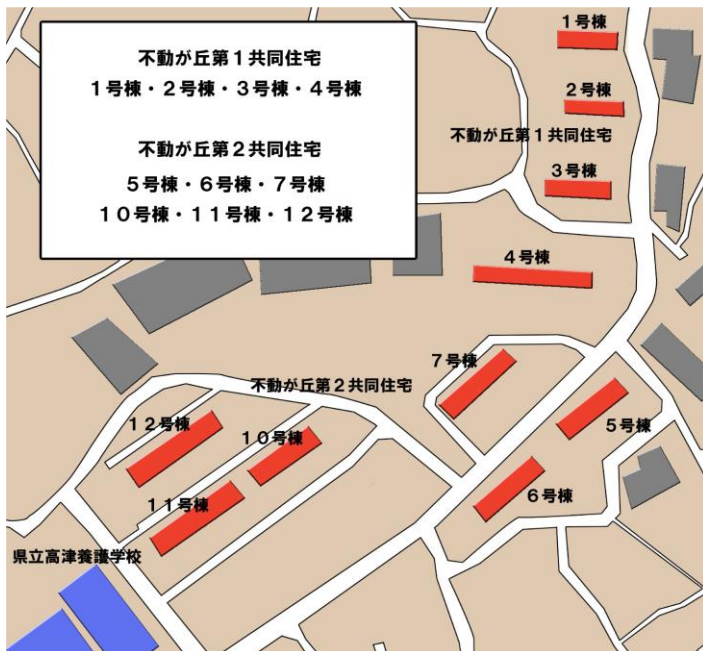 不動が丘第１共同住宅
１号棟・２号棟・３号棟・４号棟
不動が丘第２共同住宅
５号棟・６号棟・７号棟
１０号棟・１１号棟・１２号棟
１号棟
２号棟
不動が丘第１共同住宅
３号棟
４号棟
７号棟
不動が丘第２共同住宅
１２号棟
１０号棟
５号棟
６号棟
１１号棟
県立高津養護学校